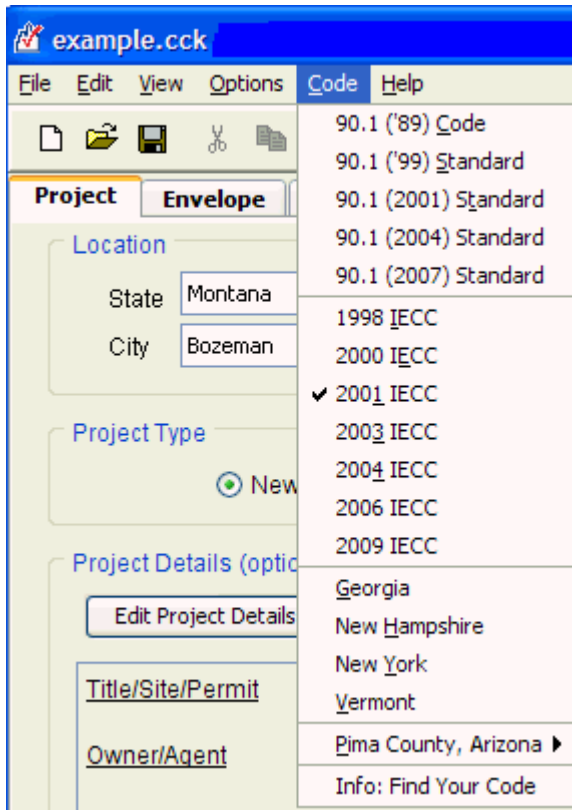 example.cck
File Edit View Options Code Help
Project Envelope
Location
State Montana
City Bozeman
Project Type
New
Project Details (optio
Edit Project Details
Title/Site/Permit
Owner/Agent
90.1 ('89) Code
90.1 ('99) Standard
90.1 (2001) Standard
90.1 (2004) Standard
90.1 (2007) Standard
1998 IECC
2000 IECC
2001 IECC
2003 IECC
2004 IECC
2006 IECC
2009 IECC
Georgia
New Hampshire
New York
Vermont
Pima County, Arizona
Info: Find Your Code